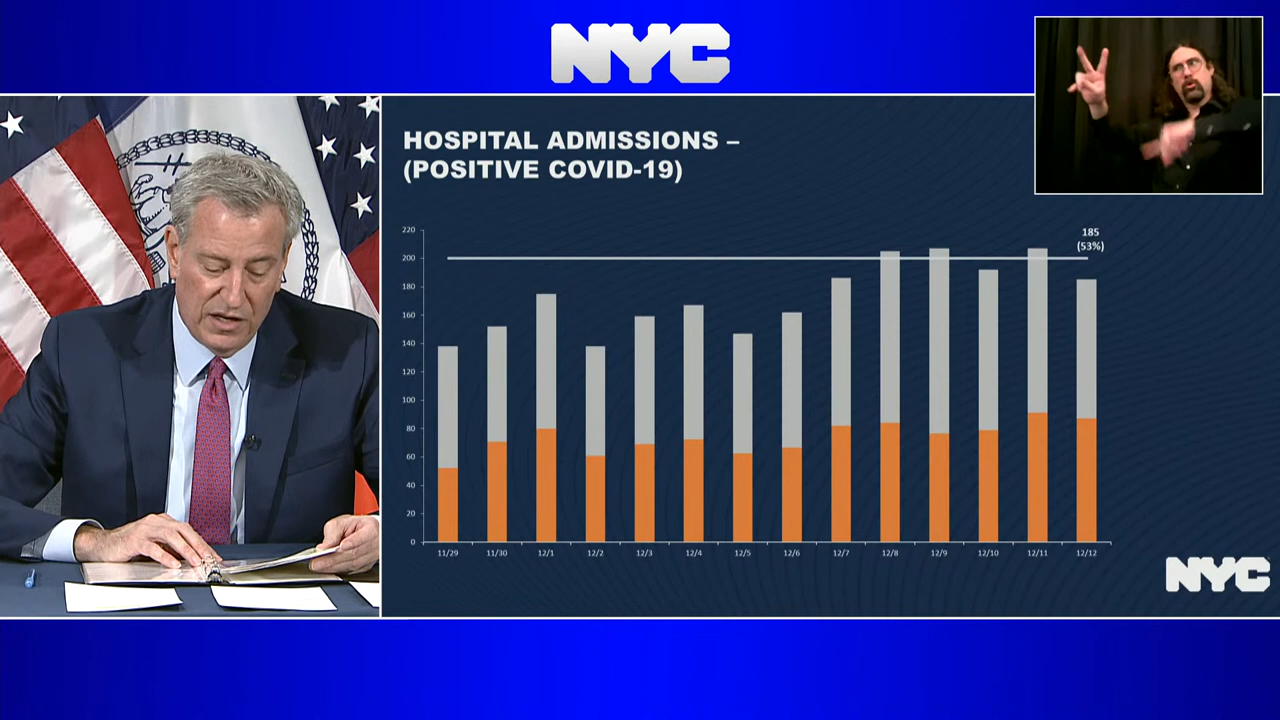 NYC
HOSPITAL ADMISSIONS –
(POSITIVE COVID-19)
185
(53%)
220
200
180
160
140
120
100
80
60
40
20
0
11/29 11/30 12/1 12/2 12/3 12/4 12/5 12/6 12/7 12/8 12/9 12/10 12/11 12/12
NYC